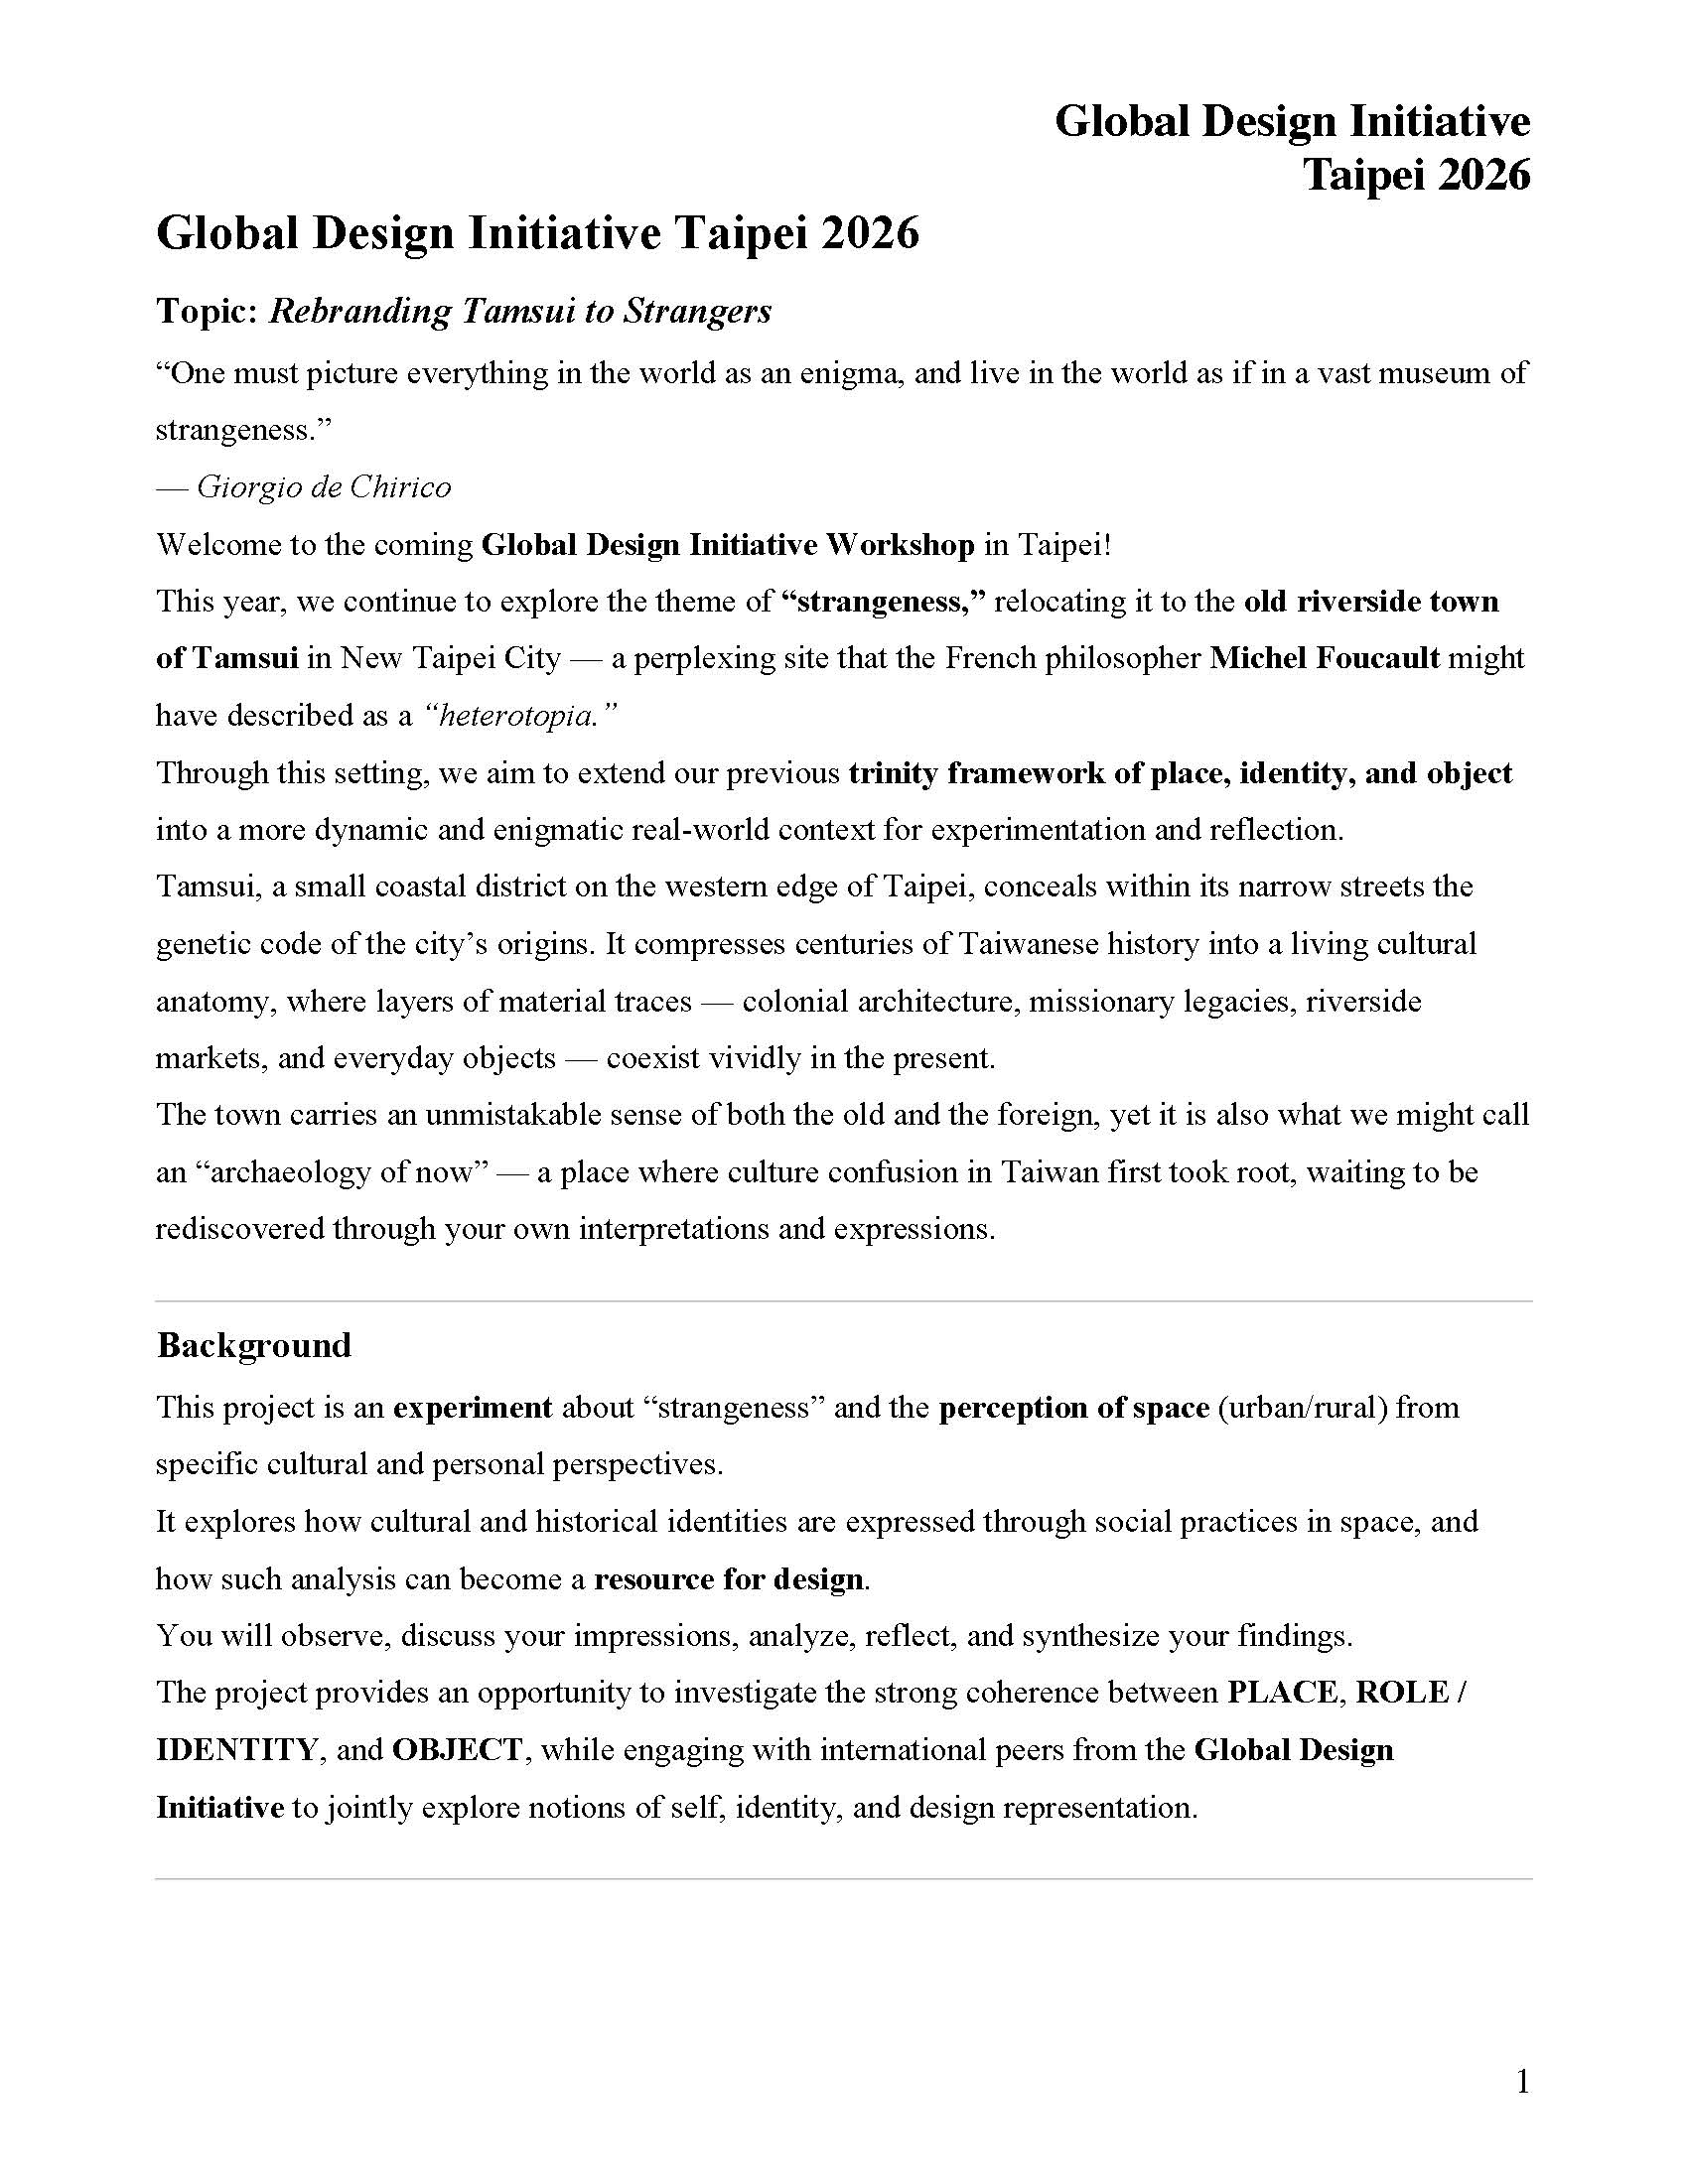 Global Design Initiative
Taipei 2026
Global Design Initiative Taipei 2026
Topic: Rebranding Tamsui to Strangers
“One must picture everything in the world as an enigma, and live in the world as if in a vast museum of
strangeness.”
— Giorgio de Chirico
Welcome to the coming Global Design Initiative Workshop in Taipei!
This year, we continue to explore the theme of “strangeness,” relocating it to the old riverside town
of Tamsui in New Taipei City — a perplexing site that the French philosopher Michel Foucault might
have described as a “heterotopia.”
Through this setting, we aim to extend our previous trinity framework of place, identity, and object
into a more dynamic and enigmatic real-world context for experimentation and reflection.
Tamsui, a small coastal district on the western edge of Taipei, conceals within its narrow streets the
genetic code of the city’s origins. It compresses centuries of Taiwanese history into a living cultural
anatomy, where layers of material traces — colonial architecture, missionary legacies, riverside
markets, and everyday objects — coexist vividly in the present.
The town carries an unmistakable sense of both the old and the foreign, yet it is also what we might call
an “archaeology of now” — a place where culture confusion in Taiwan first took root, waiting to be
rediscovered through your own interpretations and expressions.
Background
This project is an experiment about “strangeness” and the perception of space (urban/rural) from
specific cultural and personal perspectives.
It explores how cultural and historical identities are expressed through social practices in space, and
how such analysis can become a resource for design.
You will observe, discuss your impressions, analyze, reflect, and synthesize your findings.
The project provides an opportunity to investigate the strong coherence between PLACE, ROLE /
IDENTITY, and OBJECT, while engaging with international peers from the Global Design
Initiative to jointly explore notions of self, identity, and design representation.
1